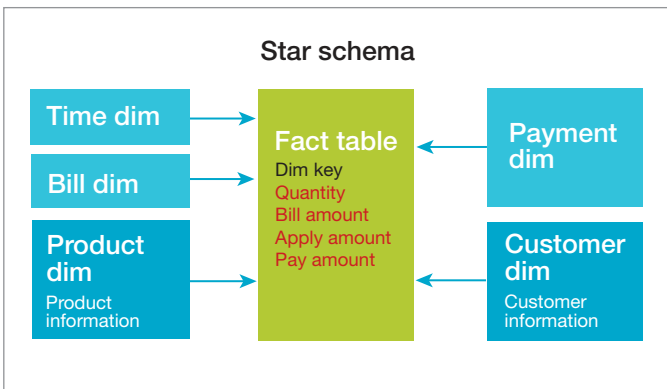 Star schema
Time dim
Bill dim
Product
dim
Product
information
Fact table
Dim key
Quantity
Bill amount
Apply amount
Pay amount
Payment
dim
Customer
dim
Customer
information